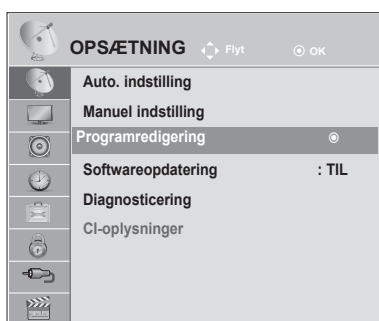 OPSÆTNING Flyt OK
Auto. indstilling
Manuel indstilling
Programredigering
Softwareopdatering : TIL
Diagnosticering
CI-oplysninger